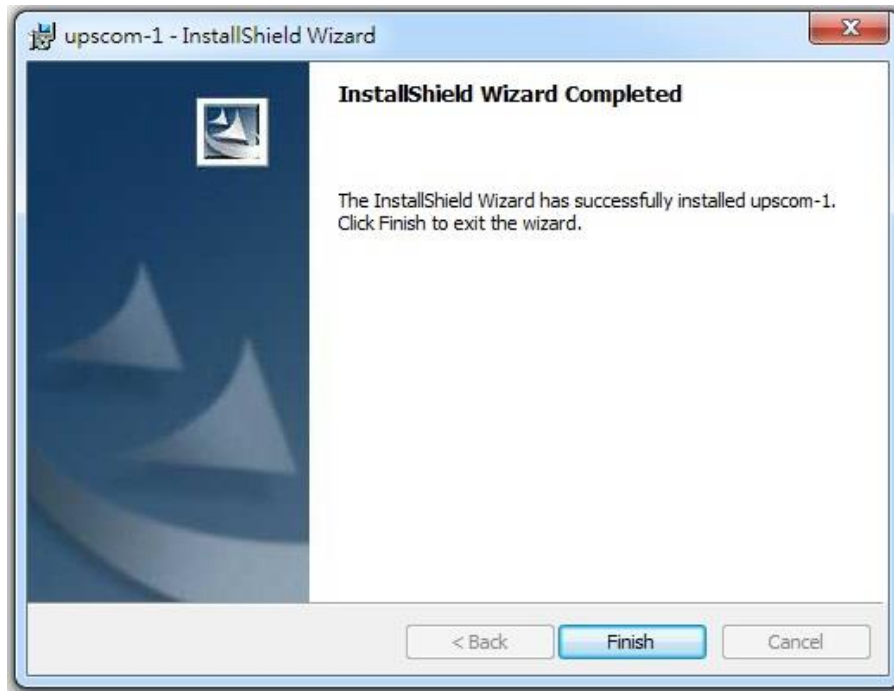 upscom-1 - InstallShield Wizard
InstallShield Wizard Completed
The InstallShield Wizard has successfully installed upscom-1.
Click Finish to exit the wizard.
< Back
Finish
Cancel